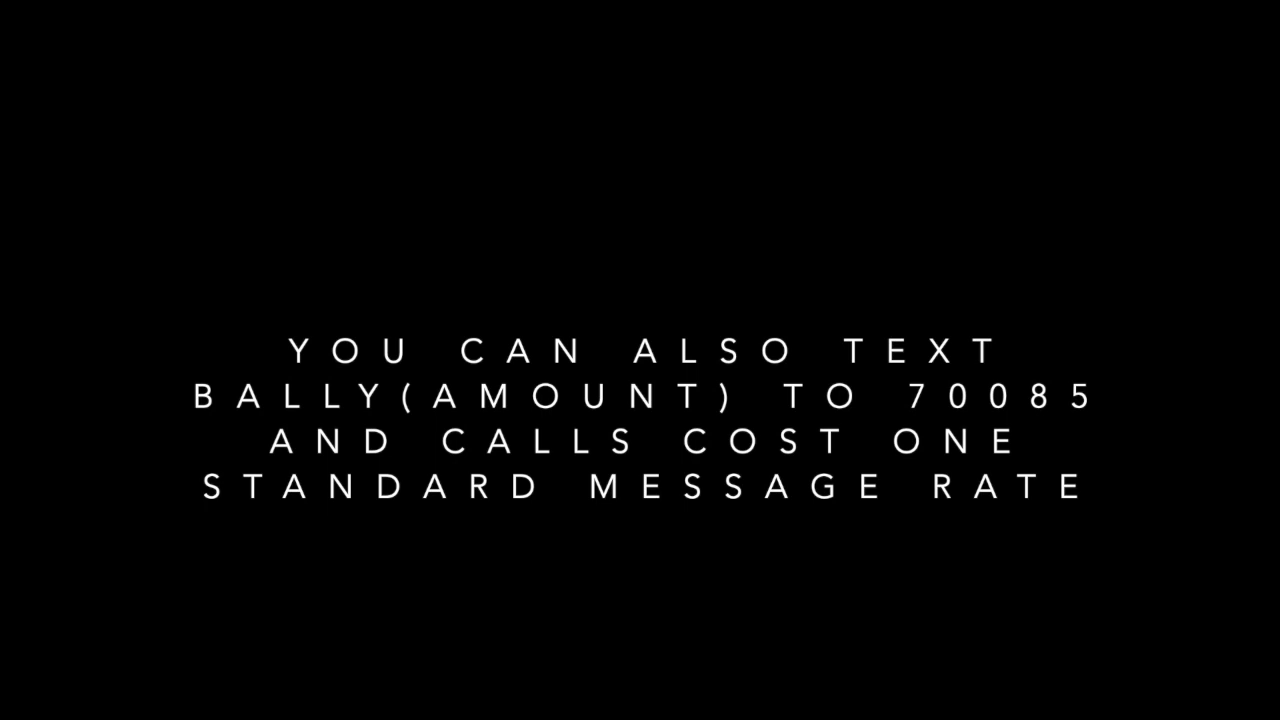 YOU CAN ALSO TEXT
BALLY(AMOUNT) TO 70085
AND CALLS COST ONE
STANDARD MESSAGE RATE